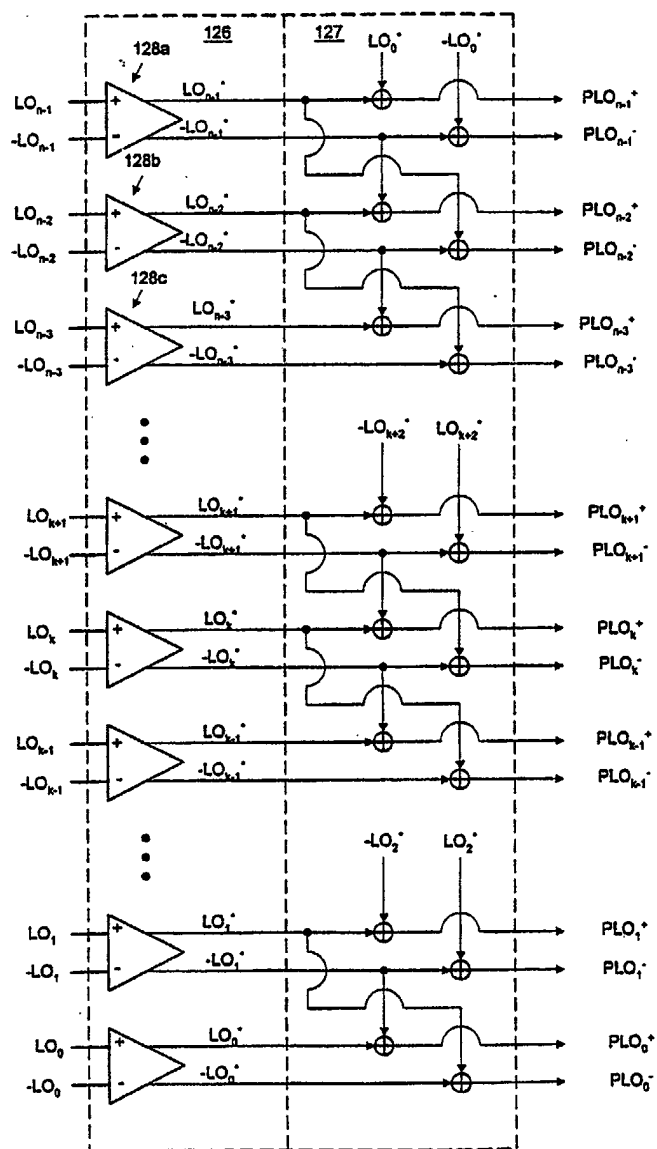 126 127 LO₀* -LO₀*
128a
LOₙ₋₁ + LOₙ₋₁* PLOₙ₋₁⁺
-LOₙ₋₁ - -LOₙ₋₁* PLOₙ₋₁⁻
128b
LOₙ₋₂ + LOₙ₋₂* PLOₙ₋₂⁺
-LOₙ₋₂ - -LOₙ₋₂* PLOₙ₋₂⁻
128c
LOₙ₋₃ + LOₙ₋₃* PLOₙ₋₃⁺
-LOₙ₋₃ - -LOₙ₋₃* PLOₙ₋₃⁻
-LOₖ₊₂* LOₖ₊₂*
LOₖ₊₁ + LOₖ₊₁* PLOₖ₊₁⁺
-LOₖ₊₁ - -LOₖ₊₁* PLOₖ₊₁⁻
LOₖ + LOₖ* PLOₖ⁺
-LOₖ - -LOₖ* PLOₖ⁻
LOₖ₋₁ + LOₖ₋₁* PLOₖ₋₁⁺
-LOₖ₋₁ - -LOₖ₋₁* PLOₖ₋₁⁻
-LO₂* LO₂*
LO₁ + LO₁* PLO₁⁺
-LO₁ - -LO₁* PLO₁⁻
LO₀ + LO₀* PLO₀⁺
-LO₀ - -LO₀* PLO₀⁻